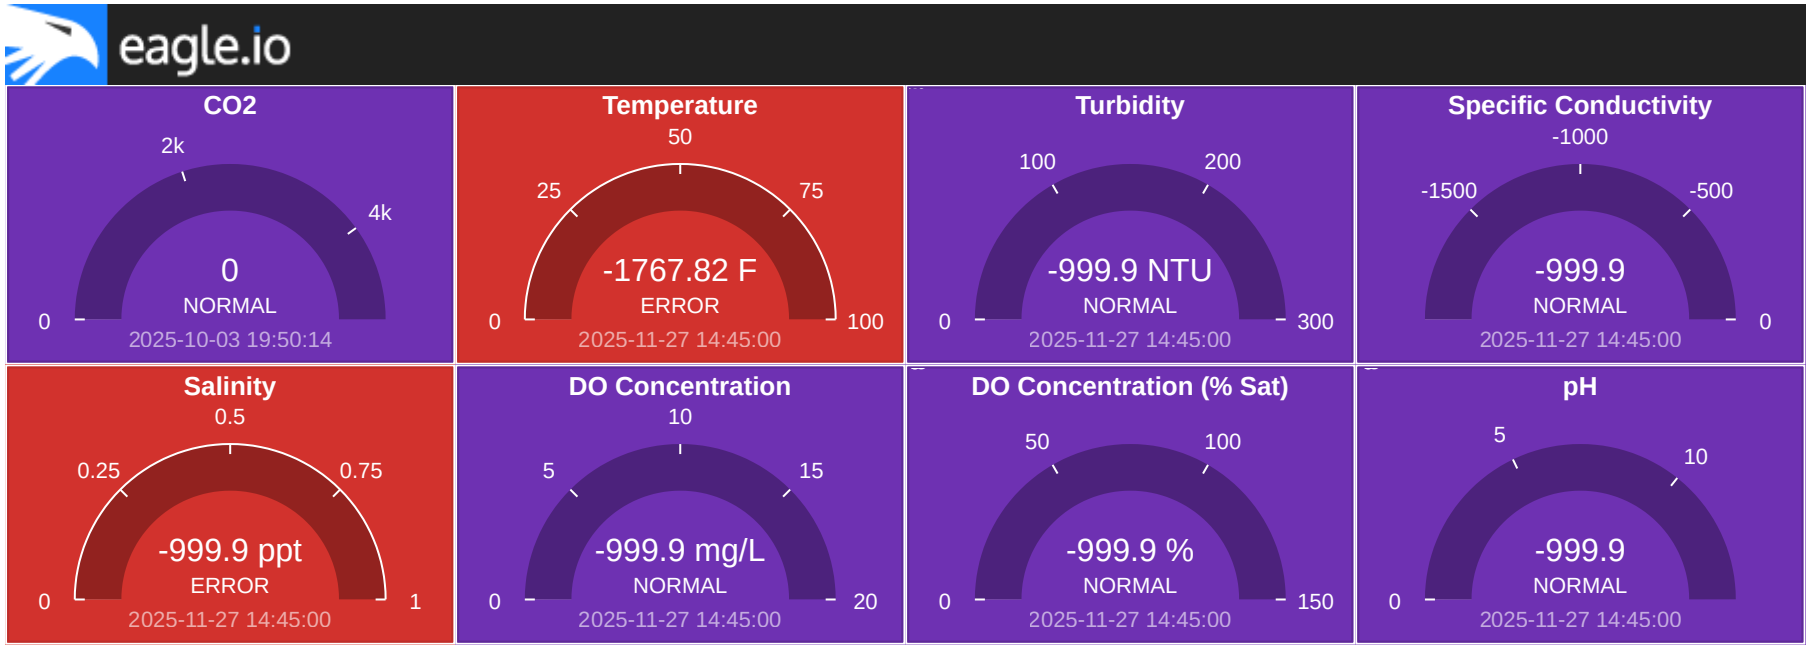 eagle.io
CO2
2k
4k
0
NORMAL
0
2025-10-03 19:50:14
Temperature
50
25
75
-1767.82 F
ERROR
0
100
2025-11-27 14:45:00
Turbidity
100
200
-999.9 NTU
NORMAL
0
300
2025-11-27 14:45:00
Specific Conductivity
-1000
-1500
-500
-999.9
NORMAL
0
2025-11-27 14:45:00
Salinity
0.5
0.25
0.75
-999.9 ppt
ERROR
0
1
2025-11-27 14:45:00
DO Concentration
10
5
15
-999.9 mg/L
NORMAL
0
20
2025-11-27 14:45:00
DO Concentration (% Sat)
50
100
-999.9 %
NORMAL
0
150
2025-11-27 14:45:00
pH
5
10
-999.9
NORMAL
0
2025-11-27 14:45:00